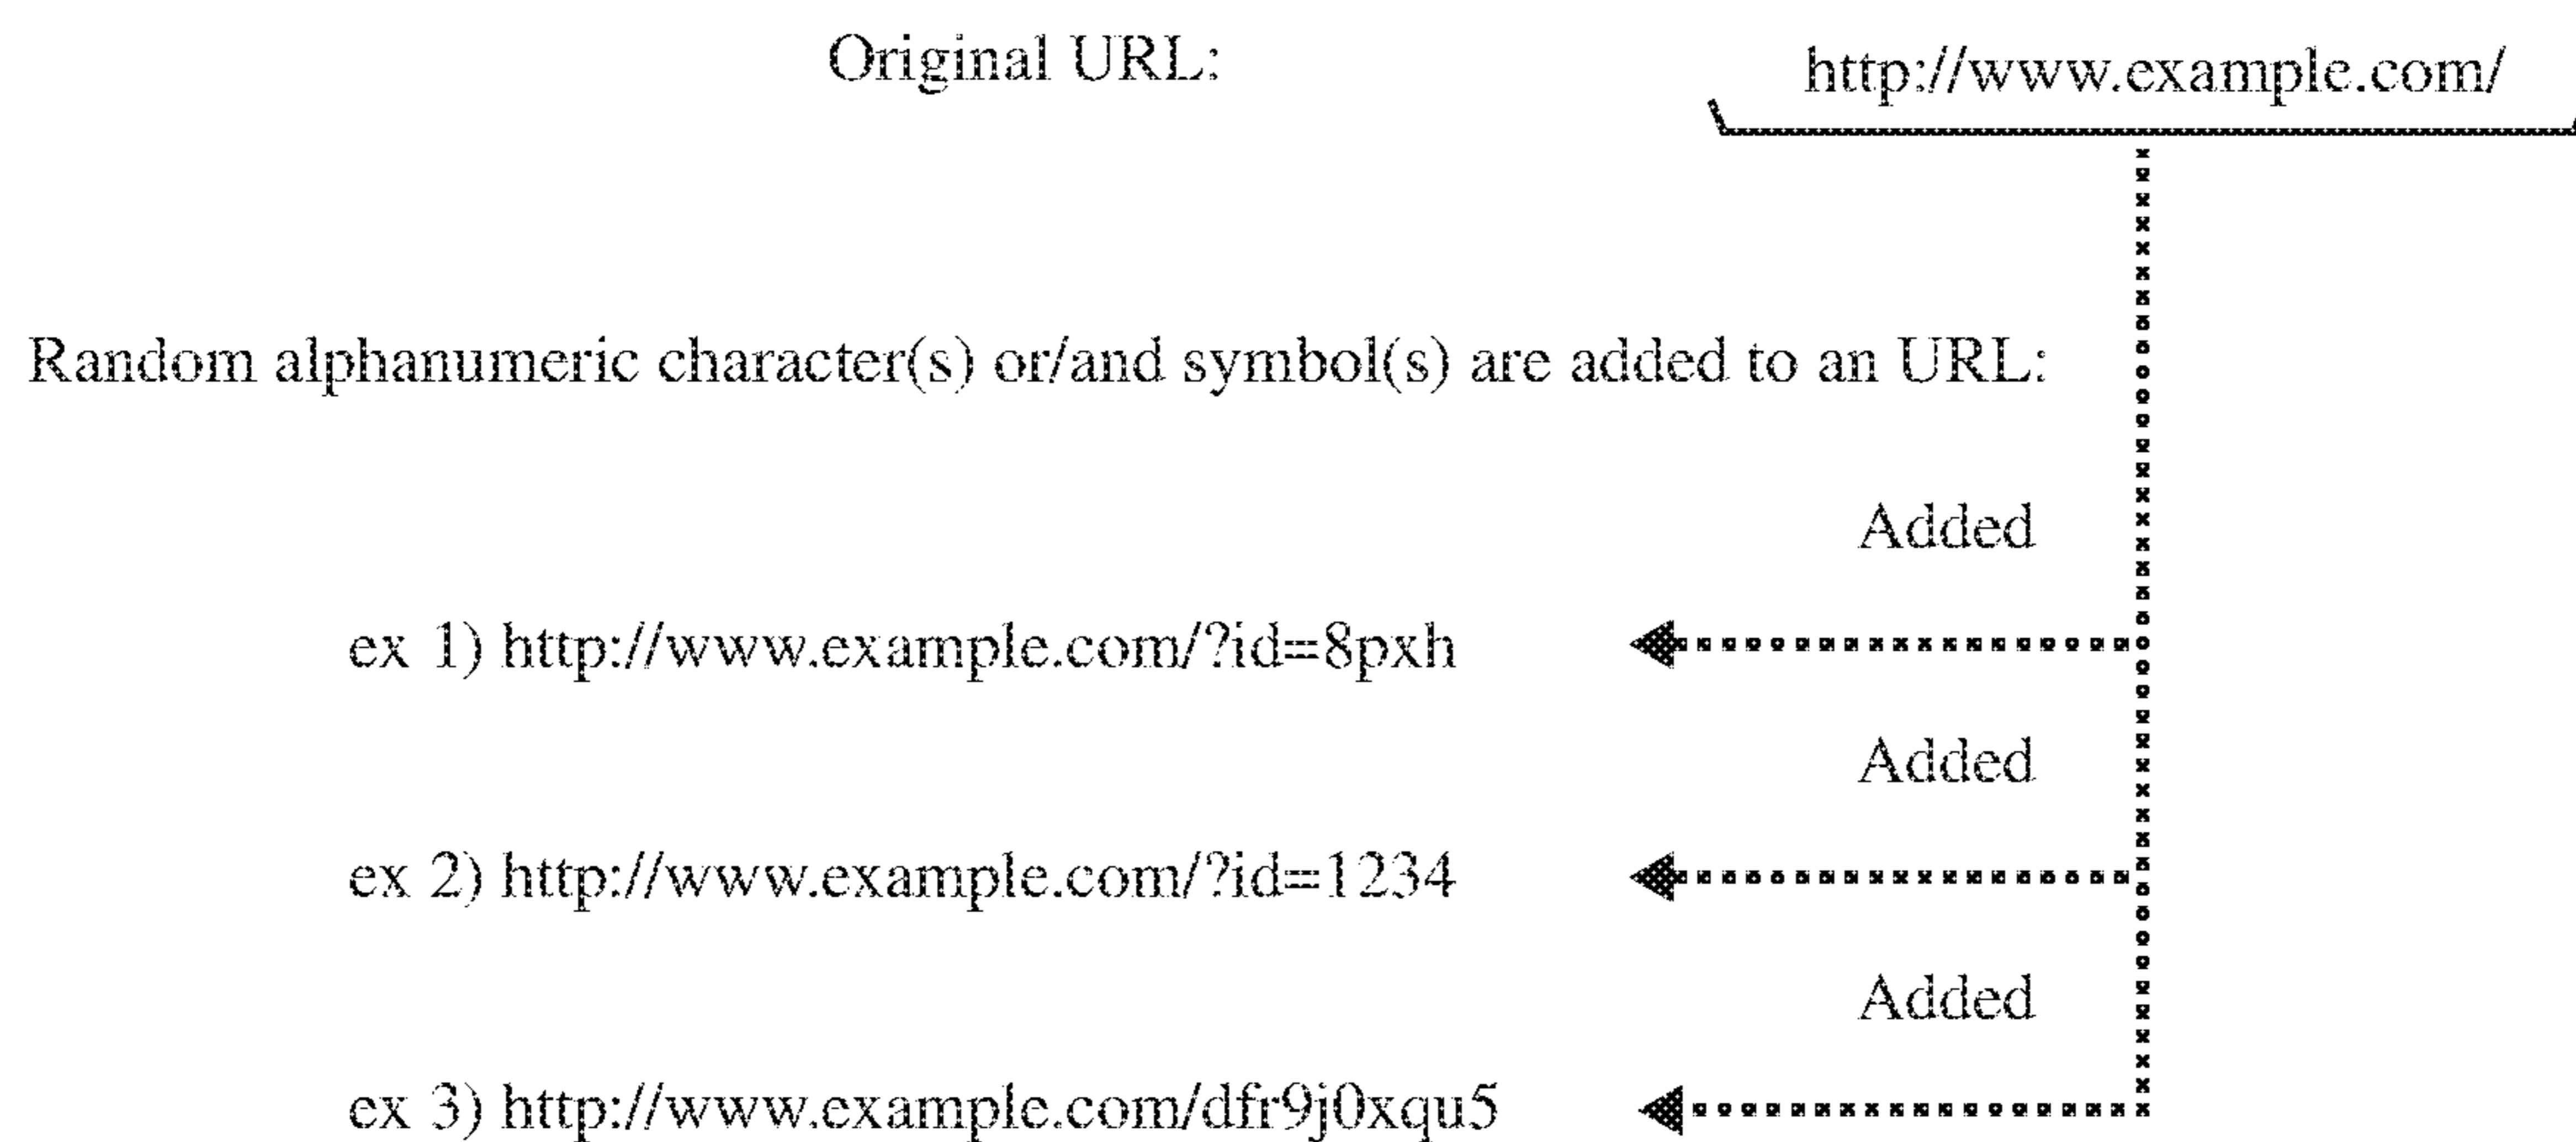 Original URL: http://www.example.com/
Random alphanumeric character(s) or/and symbol(s) are added to an URL:
Added
ex 1) http://www.example.com/?id=8pxh
Added
ex 2) http://www.example.com/?id=1234
Added
ex 3) http://www.example.com/dfr9j0xqu5